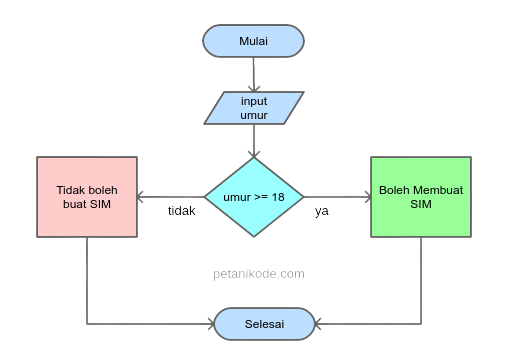 Mulai
input
umur
Tidak boleh
buat SIM
umur >= 18
Boleh Membuat
SIM
tidak
ya
petanikode.com
Selesai